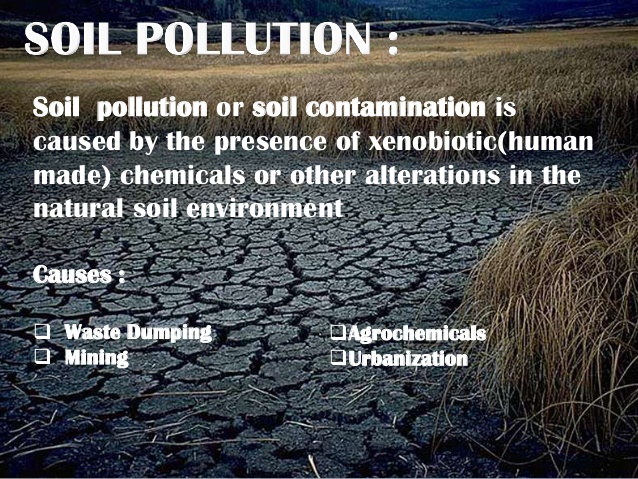 SOIL POLLUTION :
Soil pollution or soil contamination is
caused by the presence of xenobiotic(human
made) chemicals or other alterations in the
natural soil environment
Causes :
❑ Waste Dumping
❑ Mining
❑Agrochemicals
❑Urbanization